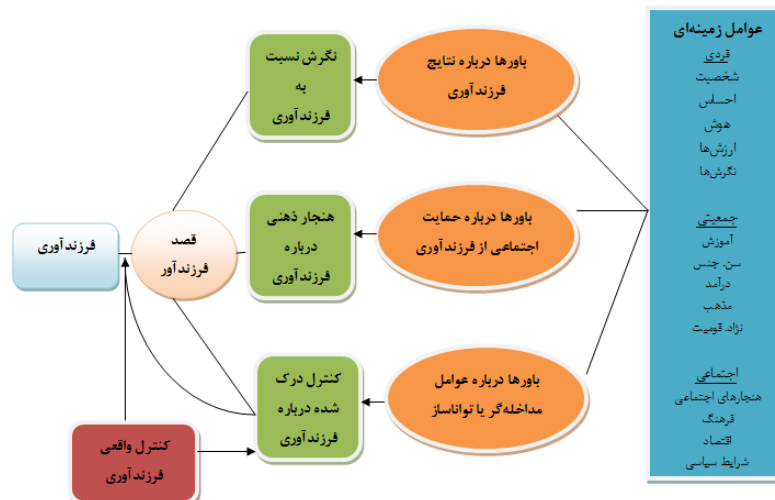 عوامل زمینه‌ای
فردی
شخصیت
احساس
هوش
ارزش‌ها
نگرش‌ها
جمعیتی
آموزش
سن. جنس
درآمد
مذهب
نژاد. قومیت
اجتماعی
هنجارهای اجتماعی
فرهنگ
اقتصاد
شرایط سیاسی
باورها درباره نتایج
فرزندآوری
باورها درباره حمایت
اجتماعی از فرزندآوری
باورها درباره عوامل
مداخله‌گر یا تواناساز
نگرش نسبت
به
فرزندآوری
هنجار ذهنی
درباره
فرزندآوری
کنترل درک
شده درباره
فرزندآوری
قصد
فرزندآور
فرزندآوری
کنترل واقعی
فرزندآوری